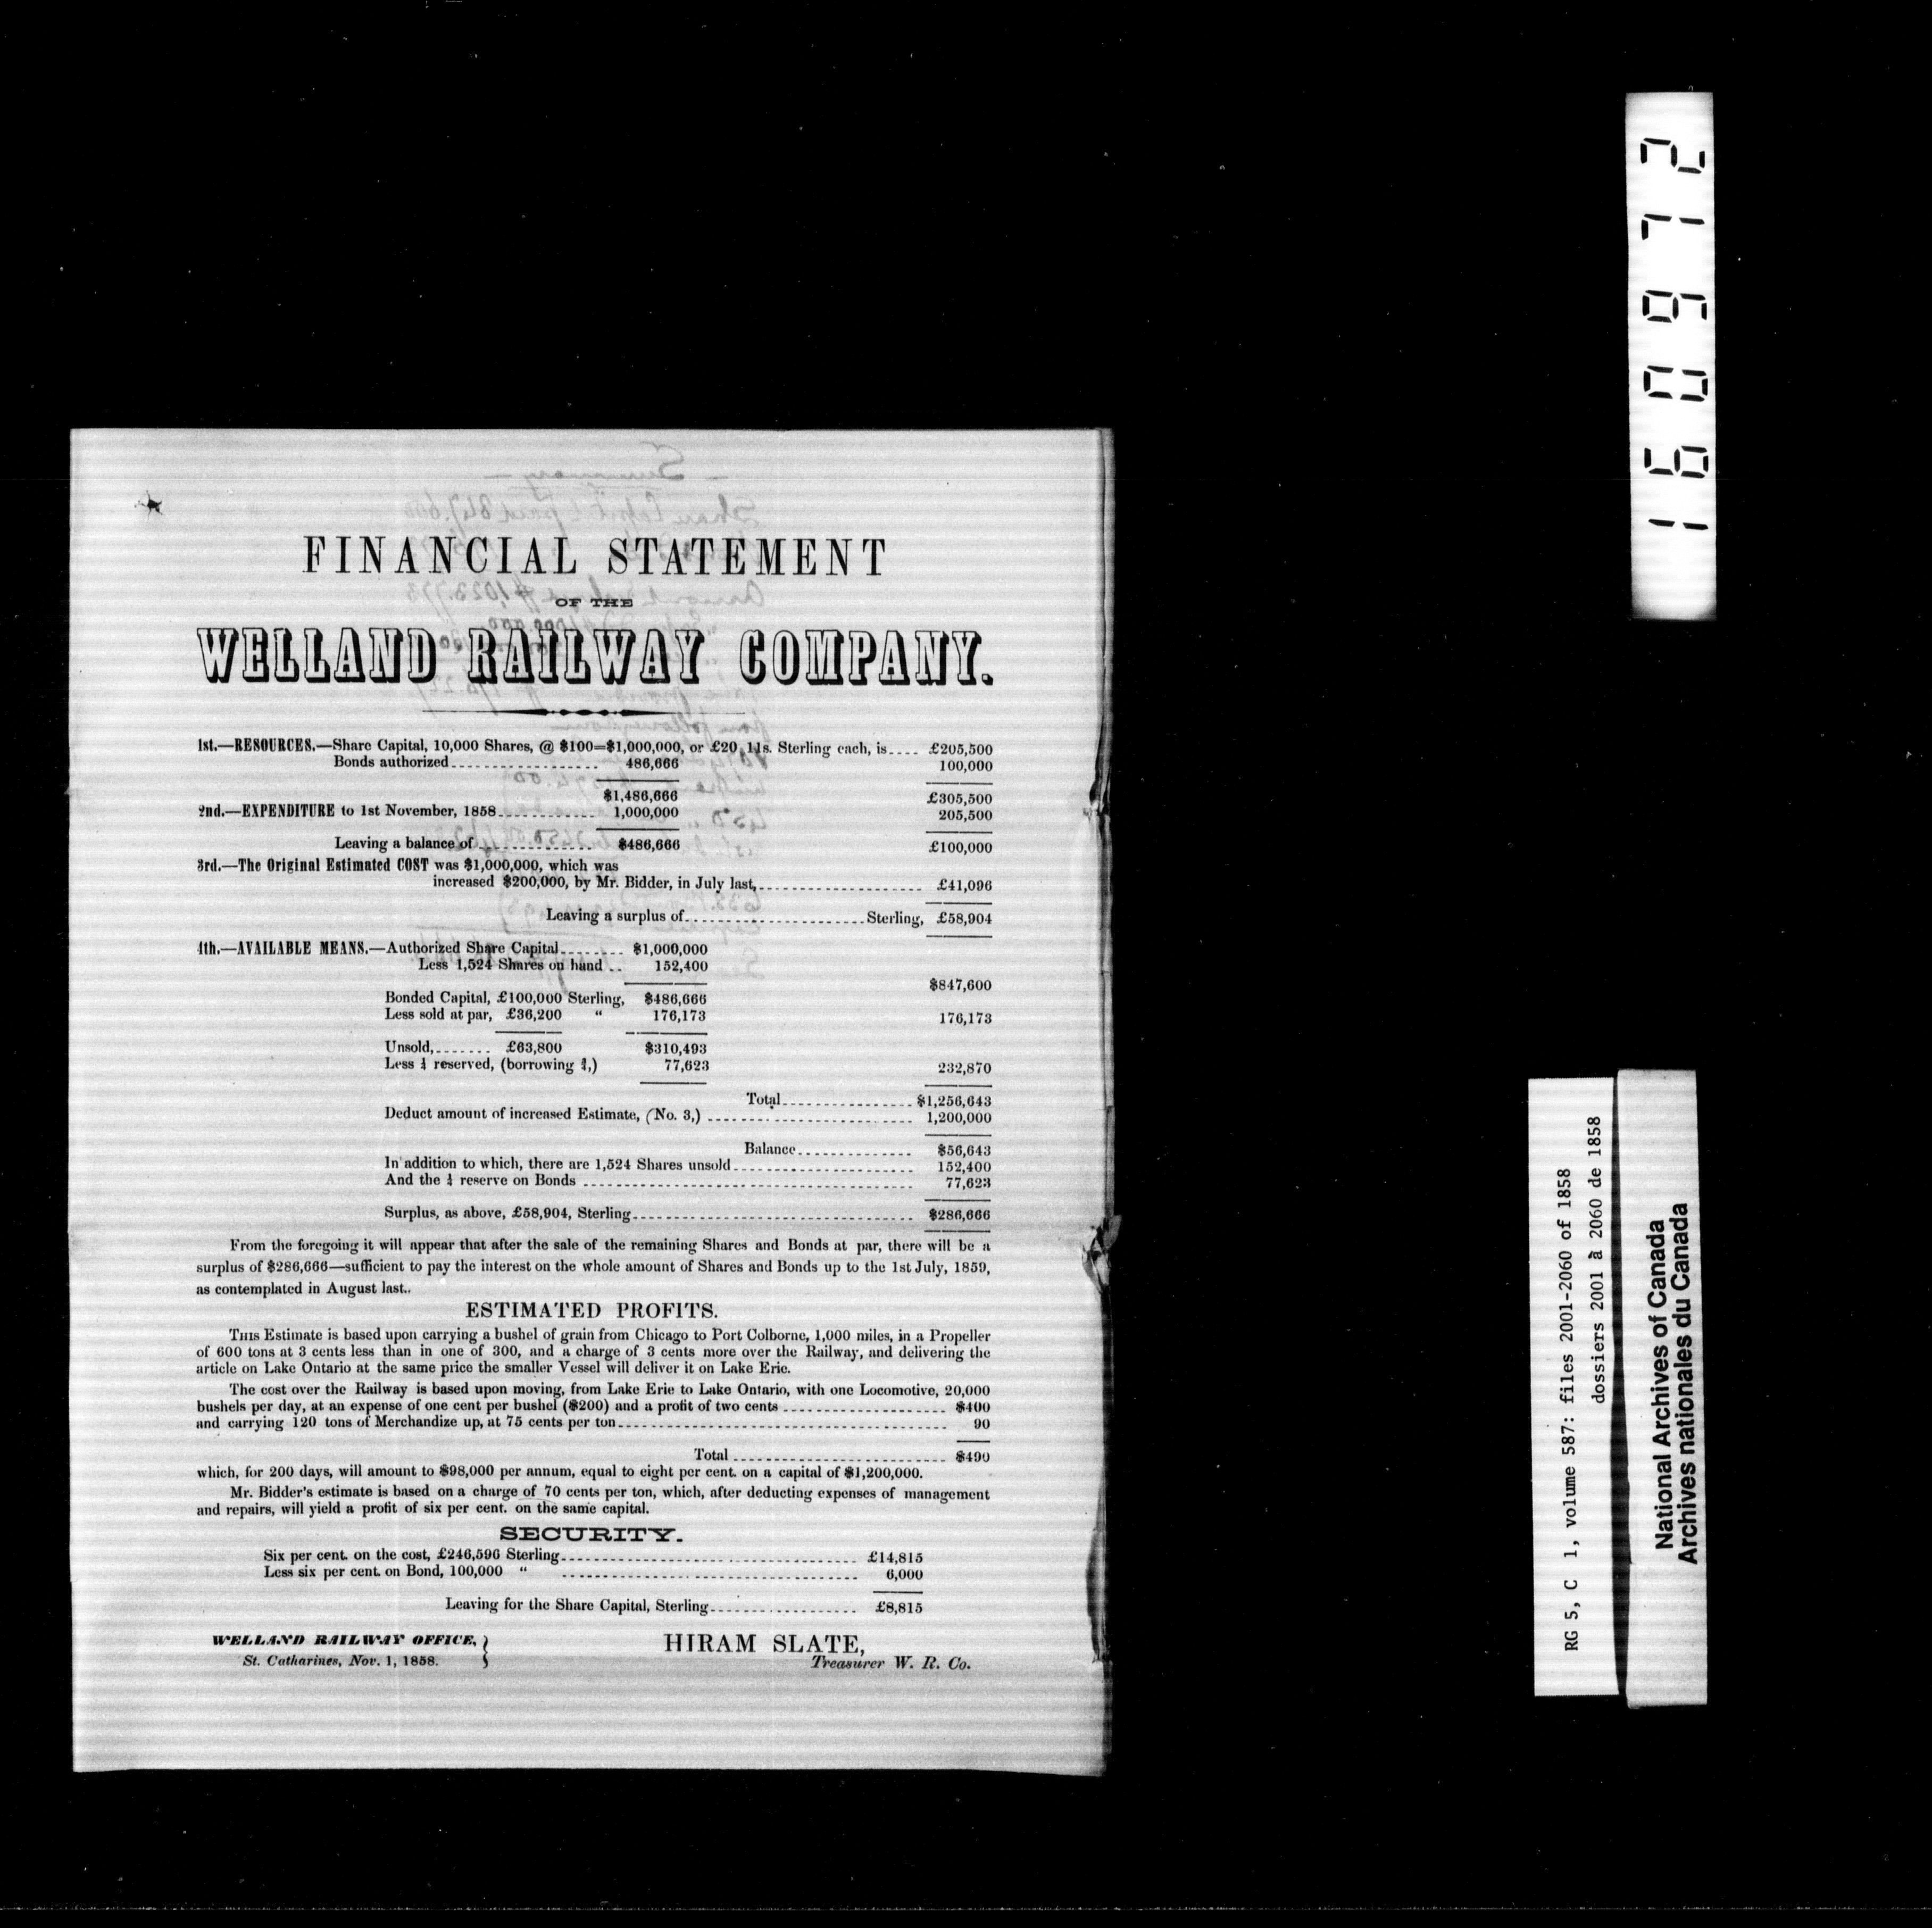 FINANCIAL STATEMENT
OF THE
WELLAND RAILWAY COMPANY.
1st.—RESOURCES.—Share Capital, 10,000 Shares, @ $100=$1,000,000, or £20 11s. Sterling each, is.... £205,500
Bonds authorized.................. 486,666 100,000
$1,486,666 £305,500
2nd.—EXPENDITURE to 1st November, 1858............ 1,000,000 205,500
Leaving a balance of .............. $486,666 £100,000
3rd.—The Original Estimated COST was $1,000,000, which was
increased $200,000, by Mr. Bidder, in July last,....................... £41,096
Leaving a surplus of.........................Sterling, £58,904
4th.—AVAILABLE MEANS.—Authorized Share Capital........ $1,000,000
Less 1,524 Shares on hand .. 152,400
$847,600
Bonded Capital, £100,000 Sterling, $486,666
Less sold at par, £36,200 “ 176,173 176,173
Unsold,....... £63,800 $310,493
Less ¼ reserved, (borrowing ¾,) 77,623 232,870
Total................ $1,256,643
Deduct amount of increased Estimate, (No. 3,) ............................. 1,200,000
Balance.............. $56,643
In addition to which, there are 1,524 Shares unsold......................... 152,400
And the ¼ reserve on Bonds .............................................. 77,623
Surplus, as above, £58,904, Sterling....................................... $286,666
From the foregoing it will appear that after the sale of the remaining Shares and Bonds at par, there will be a
surplus of $286,666—sufficient to pay the interest on the whole amount of Shares and Bonds up to the 1st July, 1859,
as contemplated in August last..
ESTIMATED PROFITS.
THIS Estimate is based upon carrying a bushel of grain from Chicago to Port Colborne, 1,000 miles, in a Propeller
of 600 tons at 3 cents less than in one of 300, and a charge of 3 cents more over the Railway, and delivering the
article on Lake Ontario at the same price the smaller Vessel will deliver it on Lake Erie.
The cost over the Railway is based upon moving, from Lake Erie to Lake Ontario, with one Locomotive, 20,000
bushels per day, at an expense of one cent per bushel ($200) and a profit of two cents ...................... $400
and carrying 120 tons of Merchandize up, at 75 cents per ton............................................. 90
Total ............................. $490
which, for 200 days, will amount to $98,000 per annum, equal to eight per cent. on a capital of $1,200,000.
Mr. Bidder's estimate is based on a charge of 70 cents per ton, which, after deducting expenses of management
and repairs, will yield a profit of six per cent. on the same capital.
SECURITY.
Six per cent. on the cost, £246,596 Sterling......................................... £14,815
Less six per cent. on Bond, 100,000 “ ......................................... 6,000
Leaving for the Share Capital, Sterling.................... £8,815
WELLAND RAILWAY OFFICE, }
St. Catharines, Nov. 1, 1858.
HIRAM SLATE,
Treasurer W. R. Co.
160972
RG 5, C 1, volume 587: files 2001-2060 of 1858
dossiers 2001 à 2060 de 1858
National Archives of Canada
Archives nationales du Canada